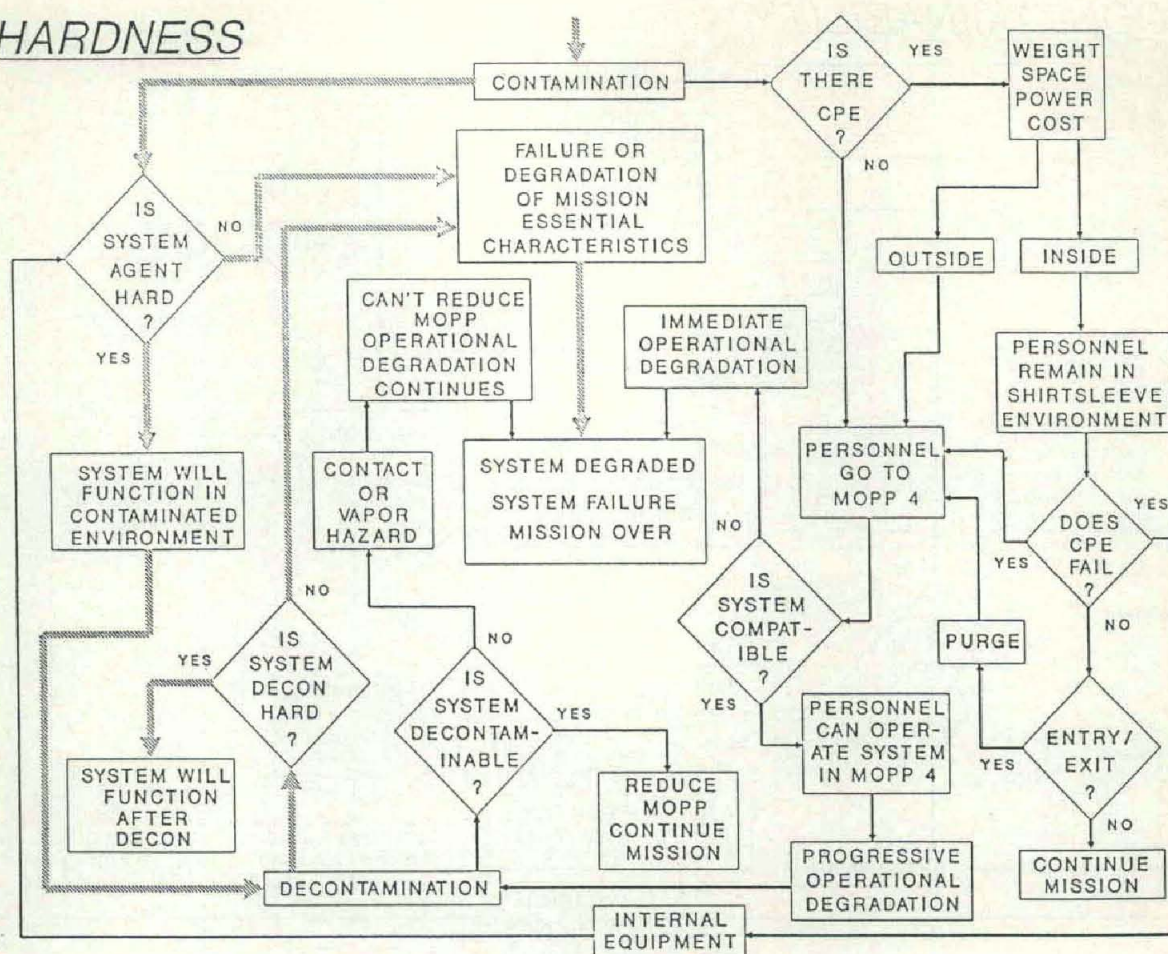 HARDNESS
CONTAMINATION
IS
THERE
CPE
?
YES
NO
WEIGHT
SPACE
POWER
COST
OUTSIDE
INSIDE
PERSONNEL
REMAIN IN
SHIRTSLEEVE
ENVIRONMENT
IS
SYSTEM
AGENT
HARD
?
NO
YES
FAILURE OR
DEGRADATION
OF MISSION
ESSENTIAL
CHARACTERISTICS
CAN'T REDUCE
MOPP
OPERATIONAL
DEGRADATION
CONTINUES
IMMEDIATE
OPERATIONAL
DEGRADATION
SYSTEM WILL
FUNCTION IN
CONTAMINATED
ENVIRONMENT
CONTACT
OR
VAPOR
HAZARD
SYSTEM DEGRADED
SYSTEM FAILURE
MISSION OVER
PERSONNEL
GO TO
MOPP 4
DOES
CPE
FAIL
?
YES
YES
NO
IS
SYSTEM
COMPAT-
IBLE
?
NO
YES
PURGE
ENTRY/
EXIT
?
YES
NO
CONTINUE
MISSION
IS
SYSTEM
DECON
HARD
?
NO
YES
SYSTEM WILL
FUNCTION
AFTER
DECON
IS
SYSTEM
DECONTAM-
INABLE
?
NO
YES
REDUCE
MOPP
CONTINUE
MISSION
PERSONNEL
CAN OPER-
ATE SYSTEM
IN MOPP 4
PROGRESSIVE
OPERATIONAL
DEGRADATION
DECONTAMINATION
INTERNAL
EQUIPMENT